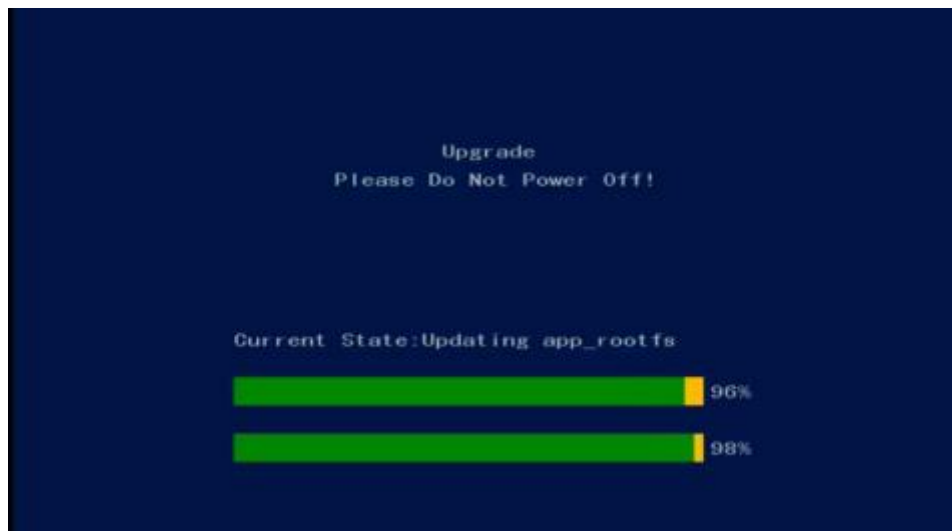 Upgrade
Please Do Not Power Off!
Current State:Updating app_rootfs
96%
98%